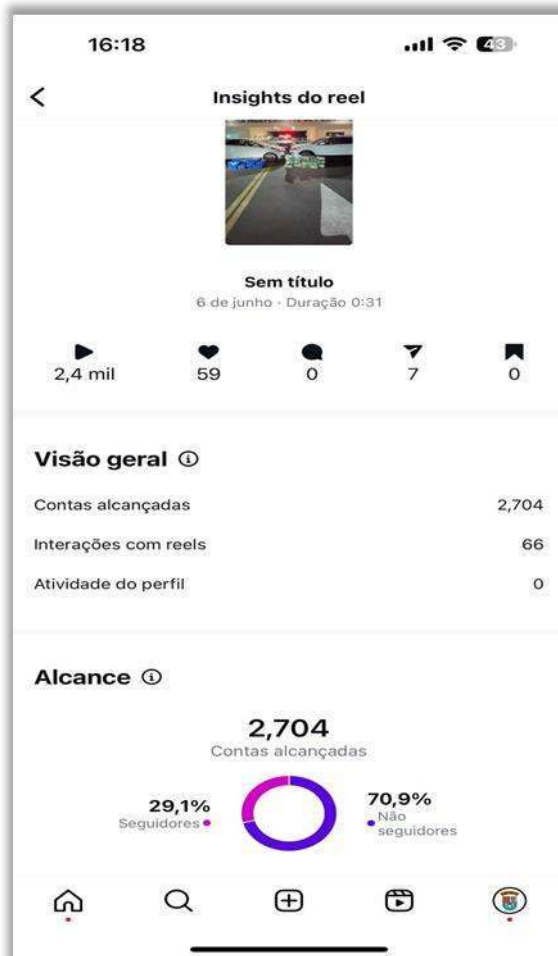 16:18
43
Insights do reel
Sem título
6 de junho · Duração 0:31
2,4 mil
59
0
7
0
Visão geral
Contas alcançadas
2,704
Interações com reels
66
Atividade do perfil
0
Alcance
2,704
Contas alcançadas
29,1%
Seguidores
70,9%
Não
seguidores